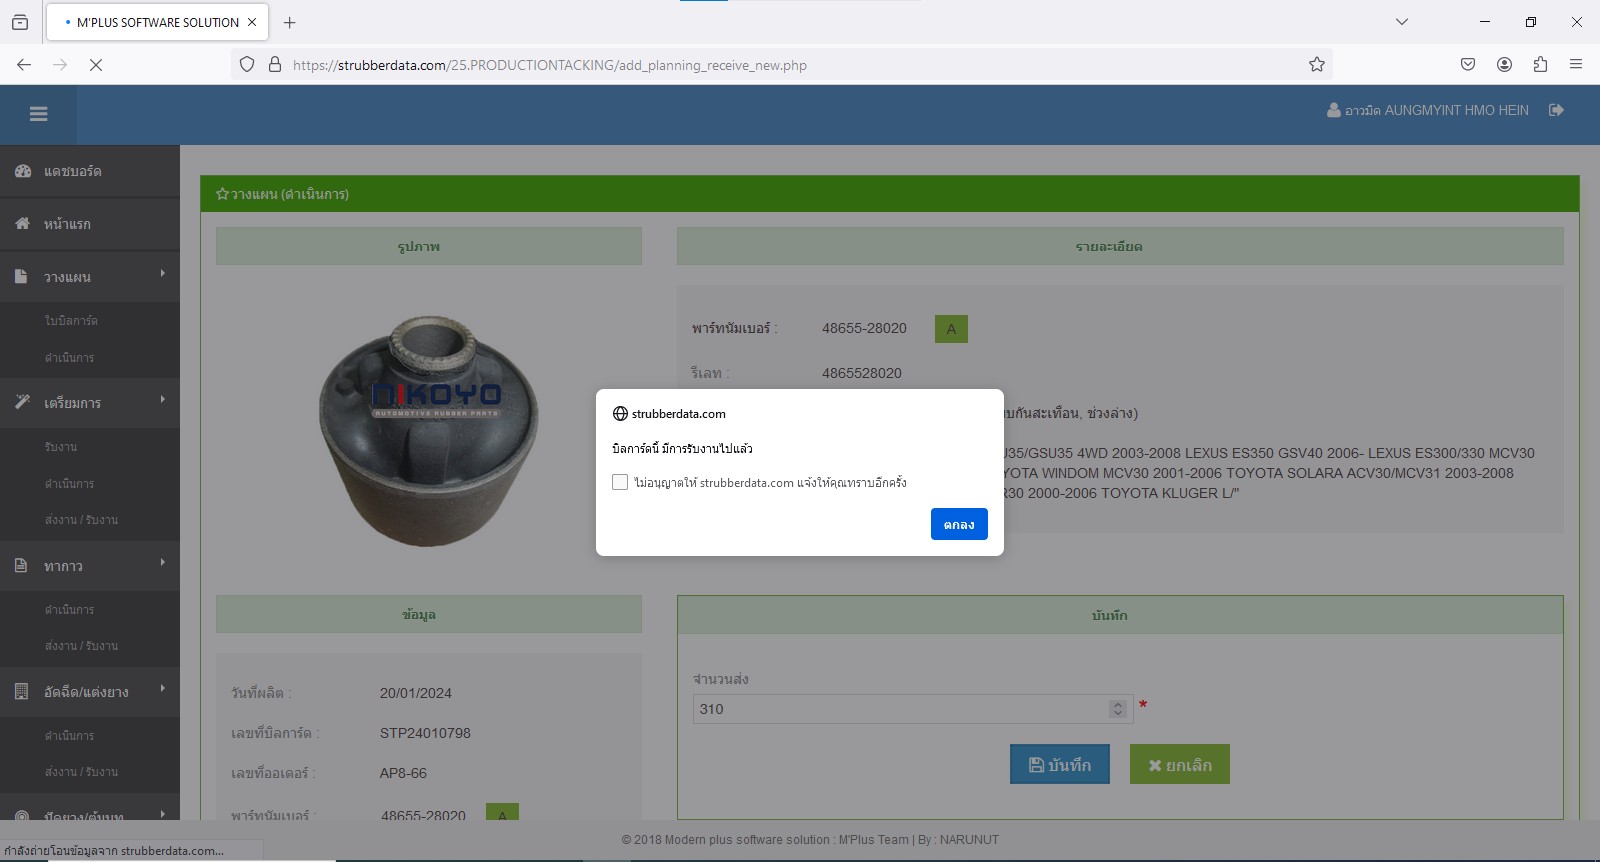 M'PLUS SOFTWARE SOLUTION
https://strubberdata.com/25.PRODUCTIONTACKING/add_planning_receive_new.php
อาวมิต AUNGMYINT HMO HEIN
แดชบอร์ด
หน้าแรก
วางแผน
ใบบิลการ์ด
ดำเนินการ
เตรียมการ
รับงาน
ดำเนินการ
ส่งงาน / รับงาน
ทากาว
ดำเนินการ
ส่งงาน / รับงาน
อัดฉีด/แต่งยาง
ดำเนินการ
ส่งงาน / รับงาน
วางแผน (ดำเนินการ)
รูปภาพ
NIKOYO
AUTOMOTIVE RUBBER PARTS
รายละเอียด
พาร์ทนัมเบอร์ : 48655-28020 A
รีเลท : 4865528020
บกันสะเทือน, ช่วงล่าง)
J35/GSU35 4WD 2003-2008 LEXUS ES350 GSV40 2006- LEXUS ES300/330 MCV30
YOTA WINDOM MCV30 2001-2006 TOYOTA SOLARA ACV30/MCV31 2003-2008
R30 2000-2006 TOYOTA KLUGER L/"
strubberdata.com
บิลการ์ดนี้ มีการรับงานไปแล้ว
ไม่อนุญาตให้ strubberdata.com แจ้งให้คุณทราบอีกครั้ง
ตกลง
ข้อมูล
วันที่ผลิต : 20/01/2024
เลขที่บิลการ์ด : STP24010798
เลขที่ออเดอร์ : AP8-66
พาร์ทนัมเบอร์ : 48655-28020 A
บันทึก
จำนวนส่ง
310 *
บันทึก
ยกเลิก
© 2018 Modern plus software solution : M'Plus Team | By : NARUNUT
กำลังถ่ายโอนข้อมูลจาก strubberdata.com...